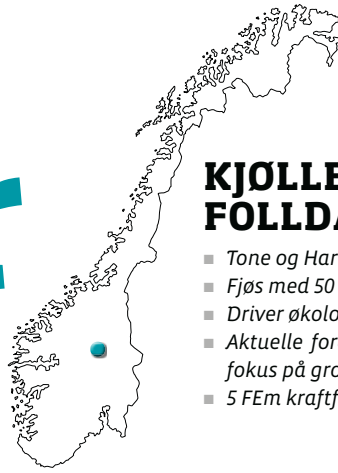 KJØLLE
FOLLDA
Tone og Har
Fjøs med 50
Driver økolo
Aktuelle for
fokus på gro
5 FEm kraftf